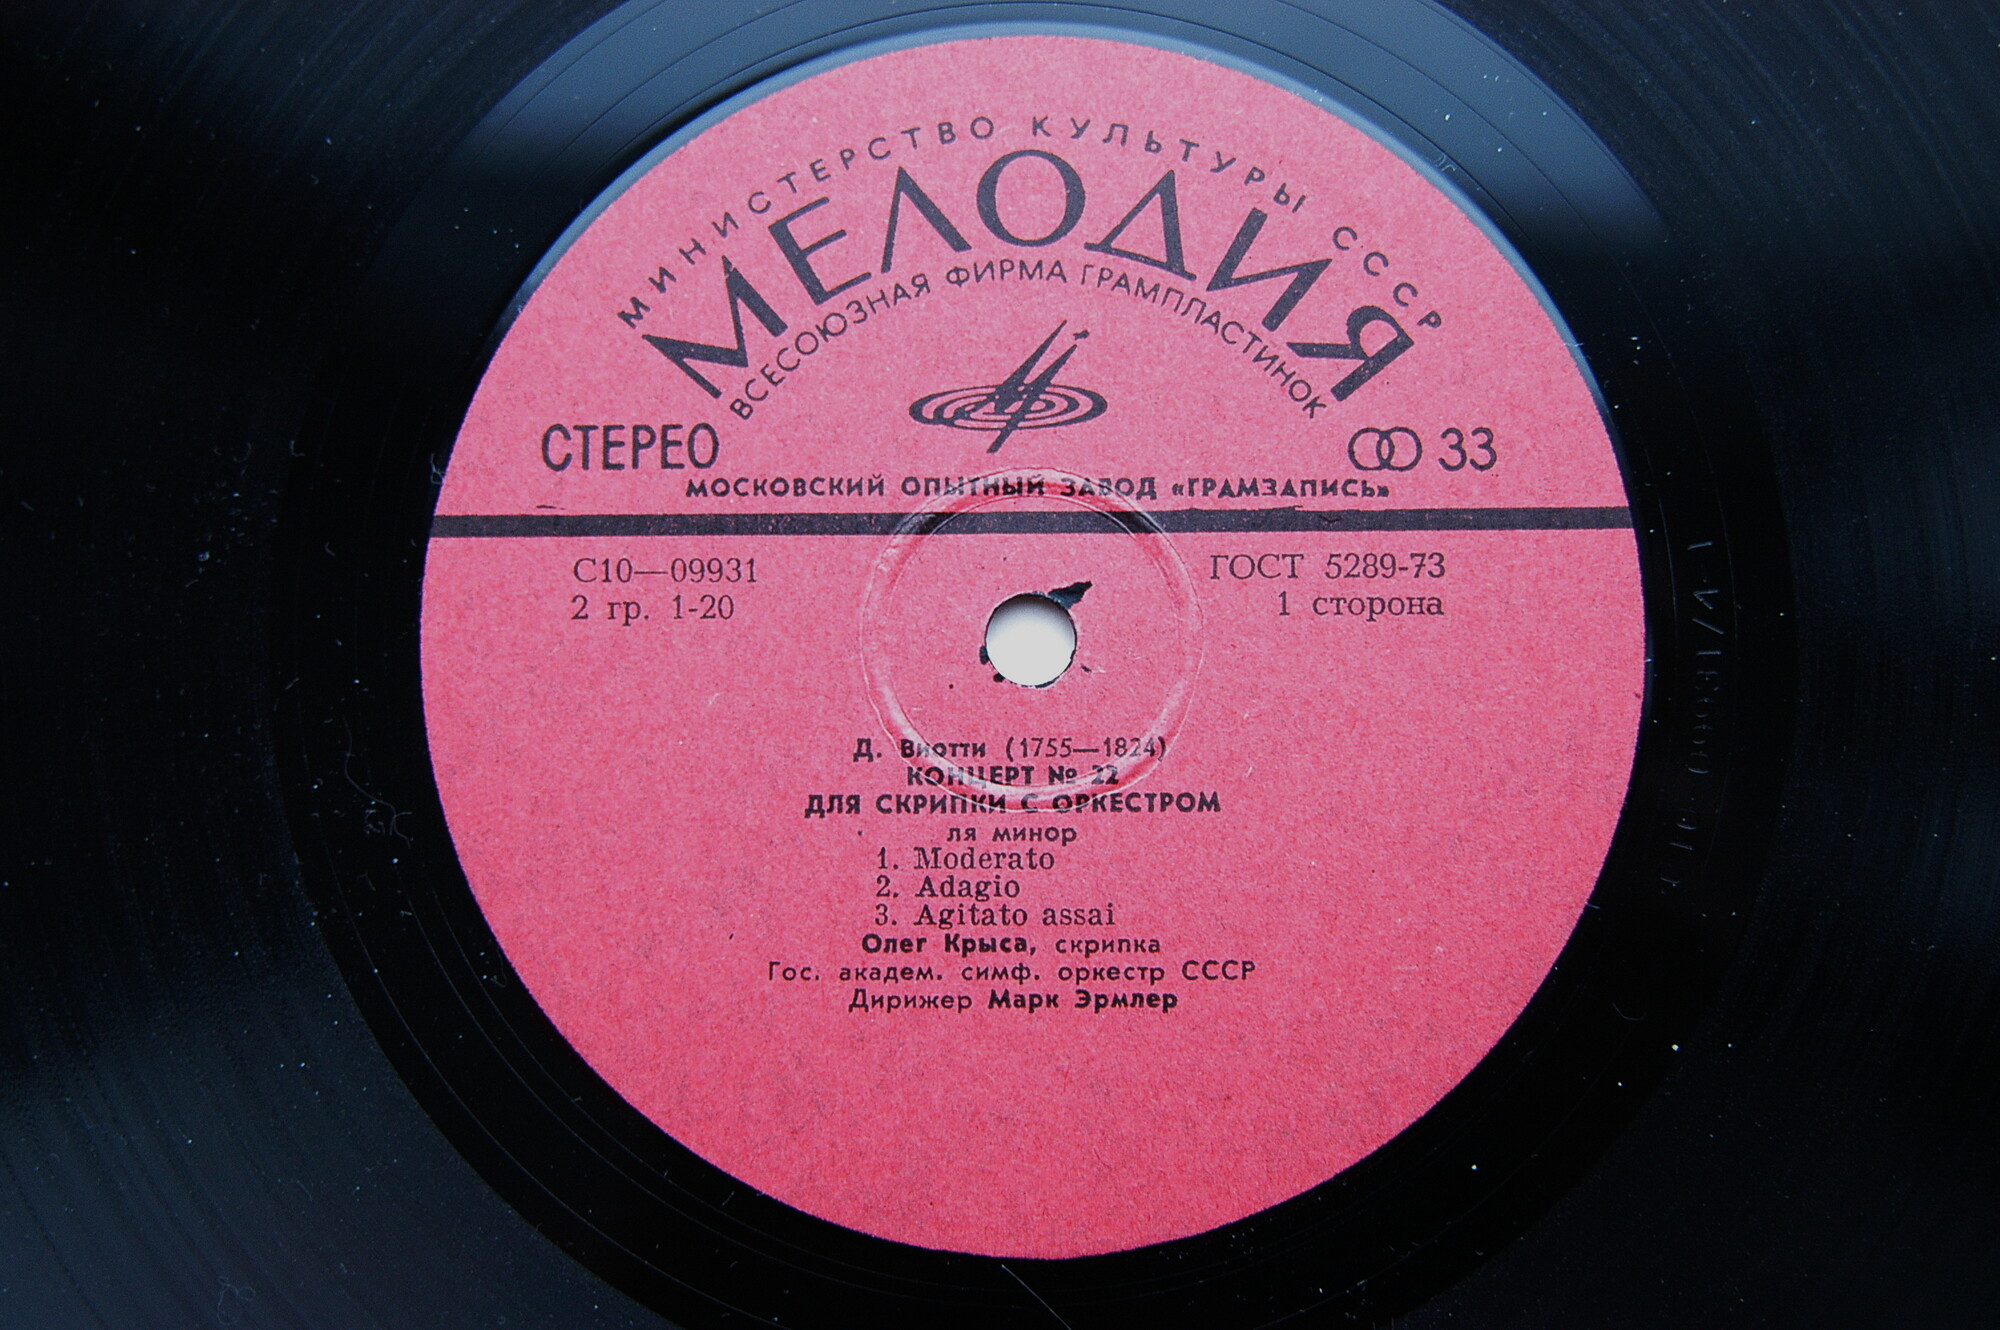 МИНИСТЕРСТВО КУЛЬТУРЫ СССР
МЕЛОДИЯ
ВСЕСОЮЗНАЯ ФИРМА ГРАМПЛАСТИНОК
СТЕРЕО
33
МОСКОВСКИЙ ОПЫТНЫЙ ЗАВОД «ГРАМЗАПИСЬ»
С10—09931
ГОСТ 5289-73
2 гр. 1-20
1 сторона
Д. Виотти (1755—1824)
КОНЦЕРТ № 22
ДЛЯ СКРИПКИ С ОРКЕСТРОМ
ля минор
1. Moderato
2. Adagio
3. Agitato assai
Олег Крыса, скрипка
Гос. академ. симф. оркестр СССР
Дирижер Марк Эрмлер